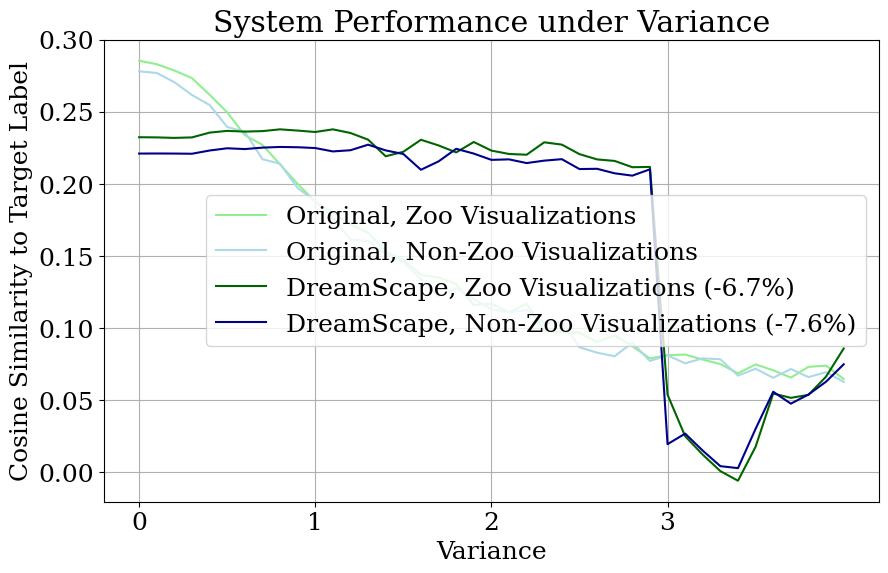 System Performance under Variance
Cosine Similarity to Target Label
0.30
0.25
0.20
0.15
0.10
0.05
0.00
Original, Zoo Visualizations
Original, Non-Zoo Visualizations
DreamScape, Zoo Visualizations (-6.7%)
DreamScape, Non-Zoo Visualizations (-7.6%)
0 1 2 3
Variance